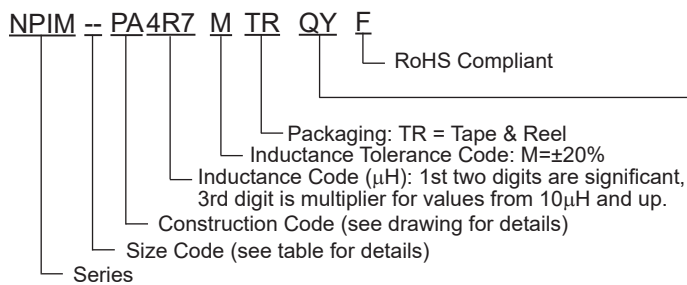 NPIM -- PA4R7 M TR QY F
RoHS Compliant
Packaging: TR = Tape & Reel
Inductance Tolerance Code: M=±20%
Inductance Code (μH): 1st two digits are significant,
3rd digit is multiplier for values from 10μH and up.
Construction Code (see drawing for details)
Size Code (see table for details)
Series